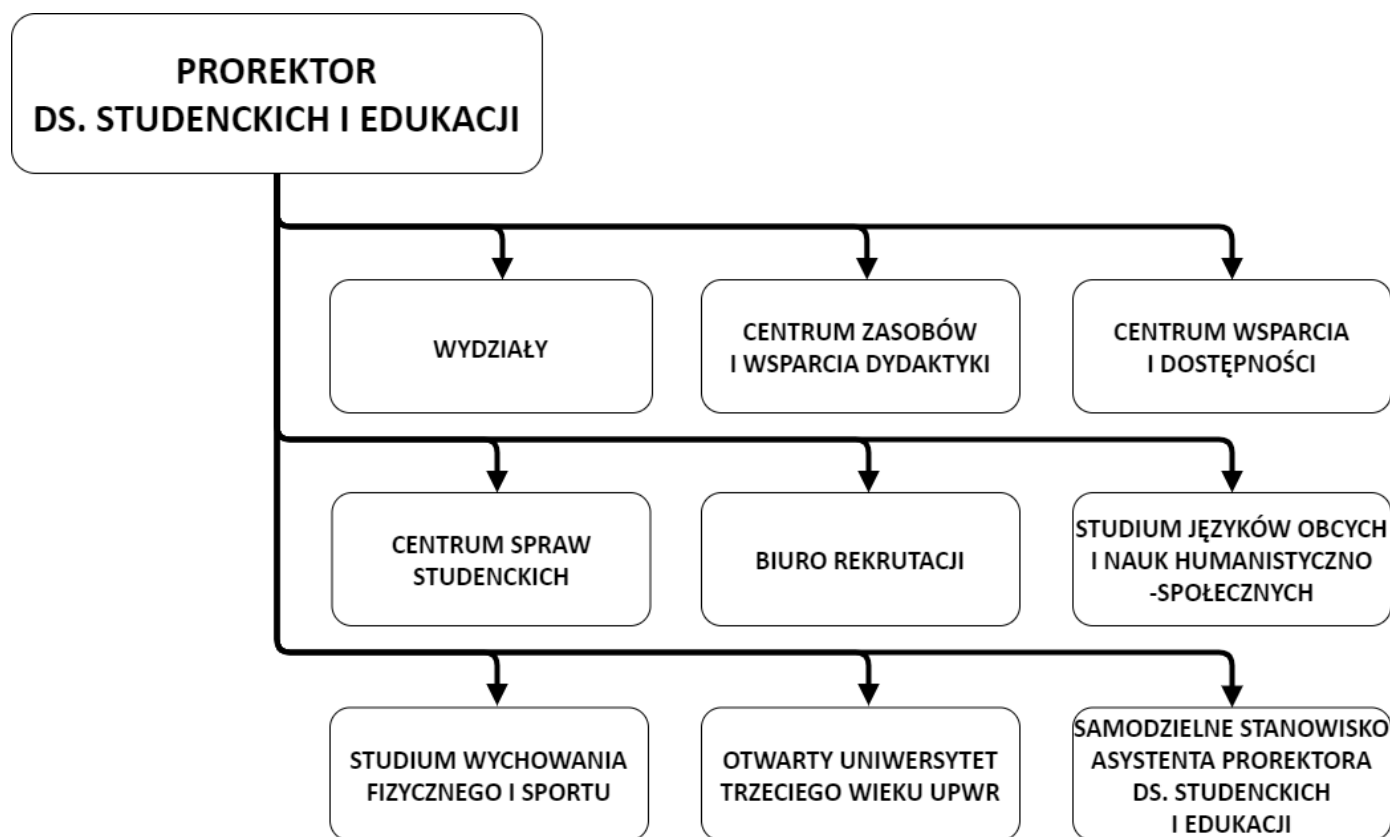 PROREKTOR
DS. STUDENCKICH I EDUKACJI
WYDZIAŁY
CENTRUM ZASOBÓW
I WSPARCIA DYDAKTYKI
CENTRUM WSPARCIA
I DOSTĘPNOŚCI
CENTRUM SPRAW
STUDENCKICH
BIURO REKRUTACJI
STUDIUM JĘZYKÓW OBCYCH
I NAUK HUMANISTYCZNO
-SPOŁECZNYCH
STUDIUM WYCHOWANIA
FIZYCZNEGO I SPORTU
OTWARTY UNIWERSYTET
TRZECIEGO WIEKU UPWR
SAMODZIELNE STANOWISKO
ASYSTENTA PROREKTORA
DS. STUDENCKICH
I EDUKACJI